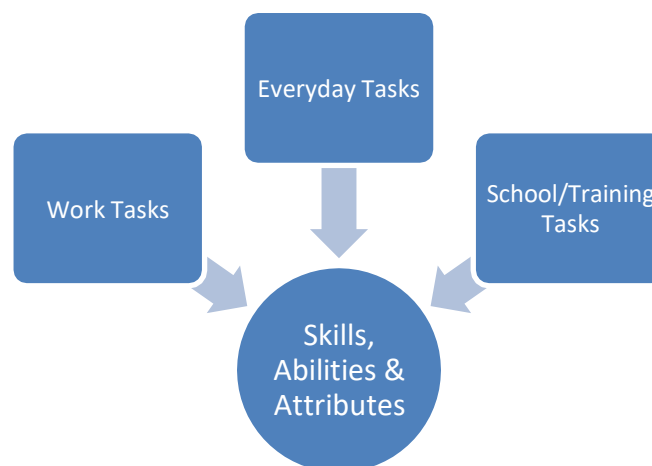 Everyday Tasks
Work Tasks
School/Training
Tasks
Skills,
Abilities &
Attributes